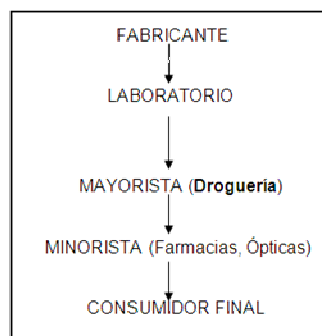 FABRICANTE
LABORATORIO
MAYORISTA (Droguería)
MINORISTA (Farmacias, Ópticas)
CONSUMIDOR FINAL